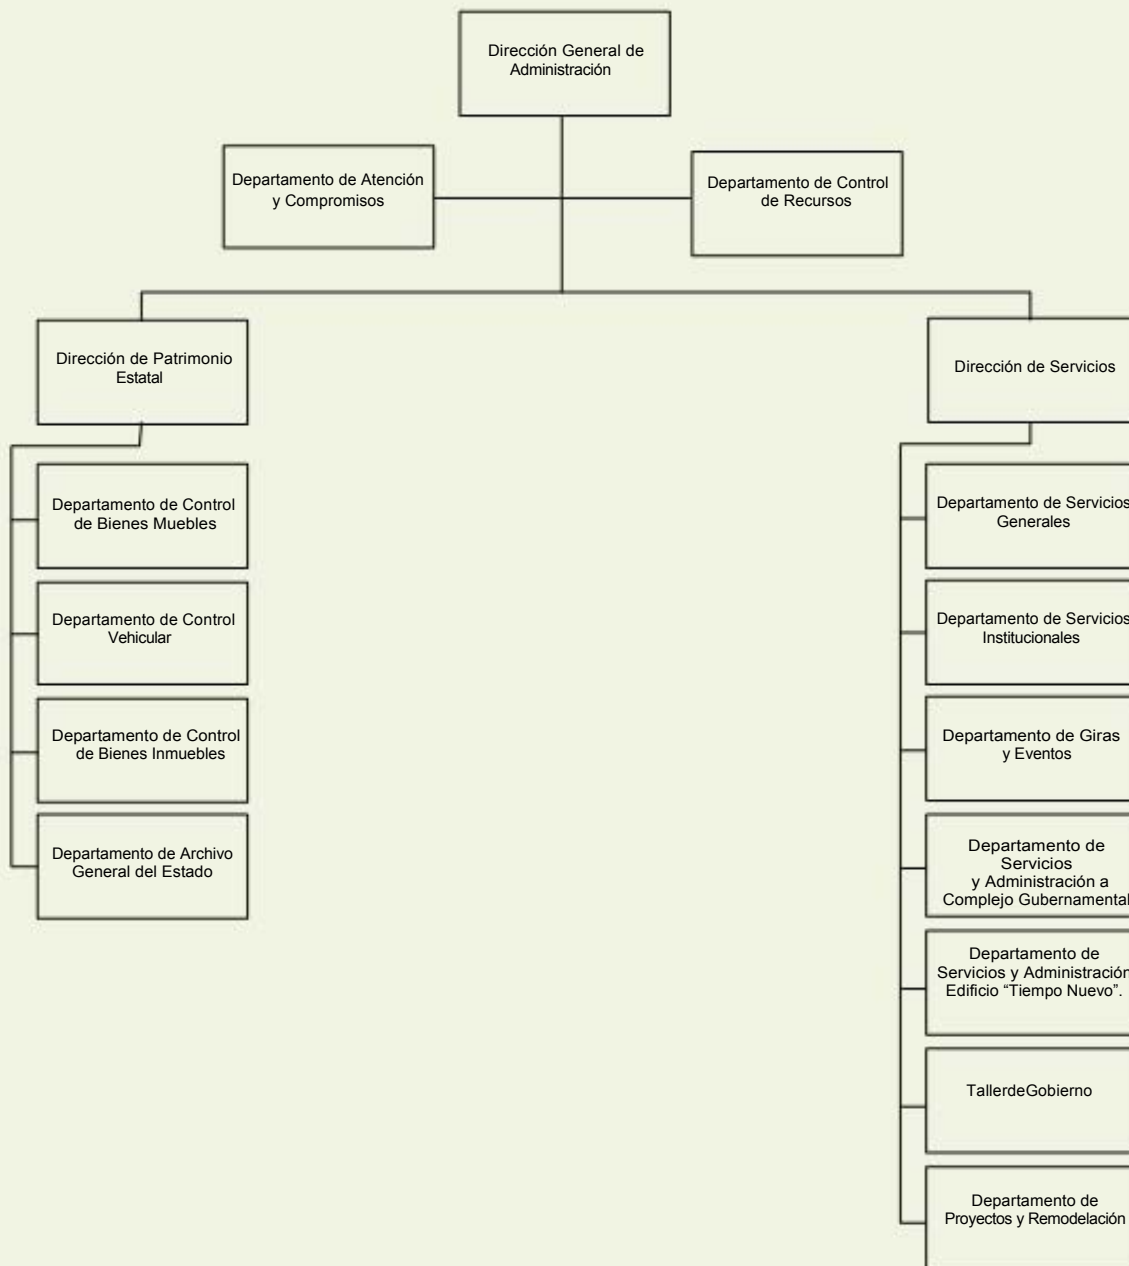 Dirección General de
Administración
Departamento de Atención
y Compromisos
Departamento de Control
de Recursos
Dirección de Patrimonio
Estatal
Dirección de Servicios
Departamento de Control
de Bienes Muebles
Departamento de Control
Vehicular
Departamento de Control
de Bienes Inmuebles
Departamento de Archivo
General del Estado
Departamento de Servicios
Generales
Departamento de Servicios
Institucionales
Departamento de Giras
y Eventos
Departamento de
Servicios
y Administración a
Complejo Gubernamental
Departamento de
Servicios y Administración
Edificio “Tiempo Nuevo”.
TallerdeGobierno
Departamento de
Proyectos y Remodelación